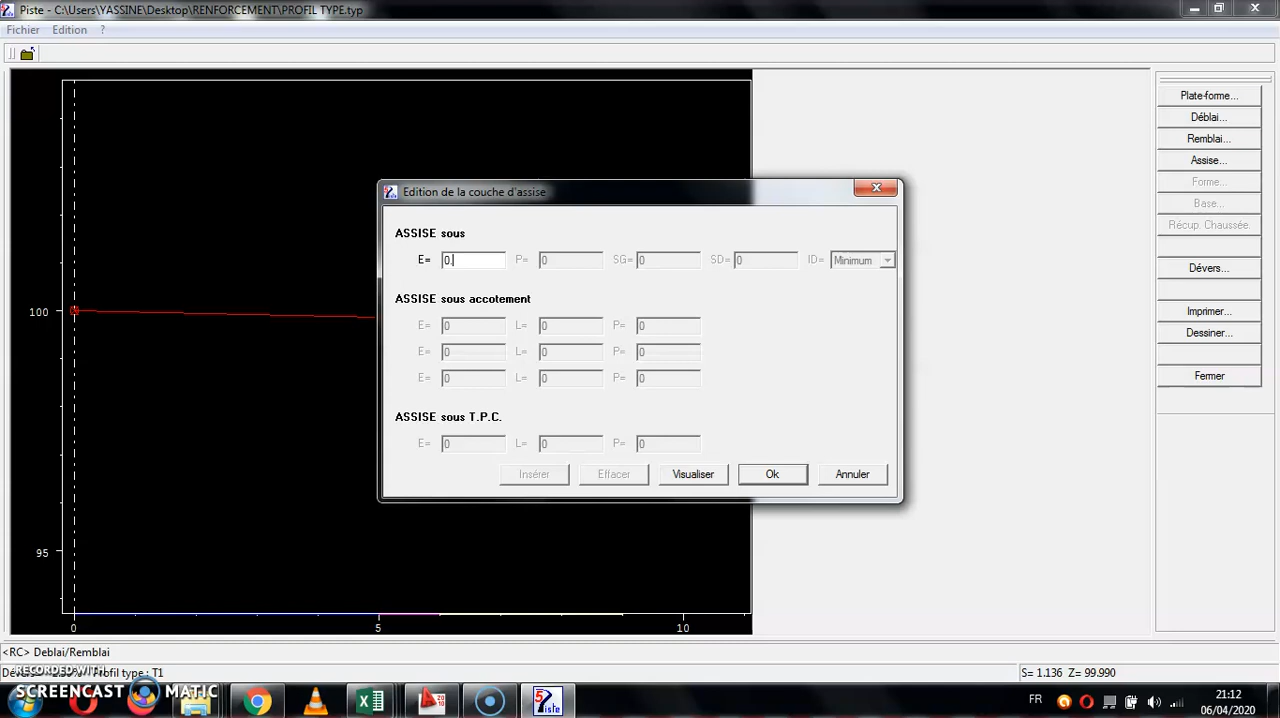 Piste - C:\Users\YASSINE\Desktop\RENFORCEMENT\PROFIL TYPE.typ
Fichier Edition ?
Plate-forme...
Déblai...
Remblai...
Assise...
Forme...
Base...
Récup. Chaussée.
Dévers...
Imprimer...
Dessiner...
Fermer
Edition de la couche d'assise
ASSISE sous
E= 0. P= 0 SG= 0 SD= 0 ID= Minimum
ASSISE sous accotement
E= 0 L= 0 P= 0
E= 0 L= 0 P= 0
E= 0 L= 0 P= 0
ASSISE sous T.P.C.
E= 0 L= 0 P= 0
Insérer Effacer Visualiser Ok Annuler
100
95
0 5 10
<RC> Deblai/Remblai
Profil type : T1
S= 1.136 Z= 99.990
RECORDED WITH
SCREENCAST MATIC
FR
21:12
06/04/2020